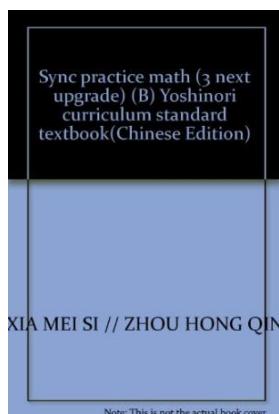 Sync practice math (3 next
upgrade) (B) Yoshinori
curriculum standard
textbook(Chinese Edition)
XIA MEI SI // ZHOU HONG QIN
Note: This is not the actual book cover